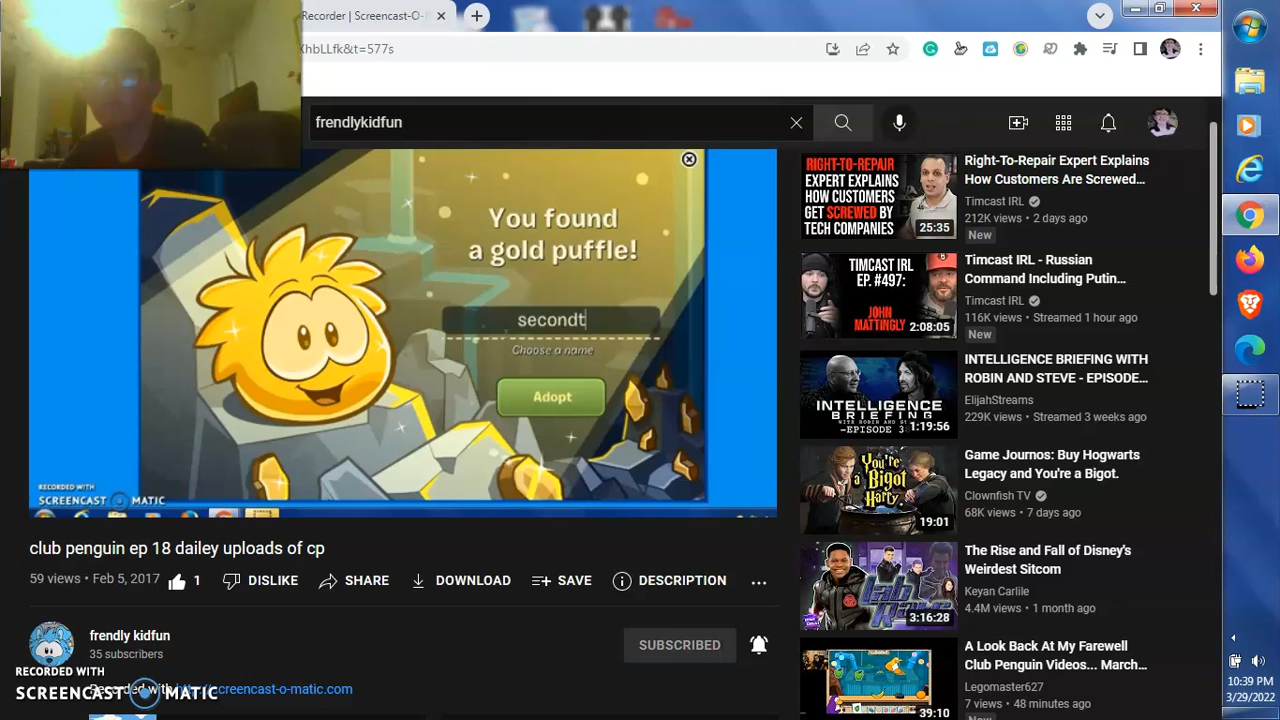 Recorder | Screencast-O-
XhbLLfk&t=577s
frendlykidfun
You found
a gold puffle!
secondt
Choose a name
Adopt
RECORDED WITH
SCREENCAST MATIC
club penguin ep 18 dailey uploads of cp
59 views • Feb 5, 2017
1
DISLIKE
SHARE
DOWNLOAD
SAVE
DESCRIPTION
...
frendly kidfun
35 subscribers
SUBSCRIBED
RECORDED WITH
SCREENCAST MATIC
screencast-o-matic.com
RIGHT-TO-REPAIR
EXPERT EXPLAINS
HOW CUSTOMERS
GET SCREWED BY
TECH COMPANIES
25:35
Right-To-Repair Expert Explains
How Customers Are Screwed...
Timcast IRL
212K views • 2 days ago
New
TIMCAST IRL
EP. #497:
JOHN
MATTINGLY
2:08:05
Timcast IRL - Russian
Command Including Putin...
Timcast IRL
116K views • Streamed 1 hour ago
New
INTELLIGENCE
BRIEFING
-EPISODE 3
1:19:56
INTELLIGENCE BRIEFING WITH
ROBIN AND STEVE - EPISODE...
ElijahStreams
229K views • Streamed 3 weeks ago
You're
a Bigot
Harry
19:01
Game Journos: Buy Hogwarts
Legacy and You're a Bigot.
Clownfish TV
68K views • 7 days ago
LAB
RATS
3:16:28
The Rise and Fall of Disney's
Weirdest Sitcom
Keyan Carlile
4.4M views • 1 month ago
39:10
A Look Back At My Farewell
Club Penguin Videos... March...
Legomaster627
7 views • 48 minutes ago
10:39 PM
3/29/2022